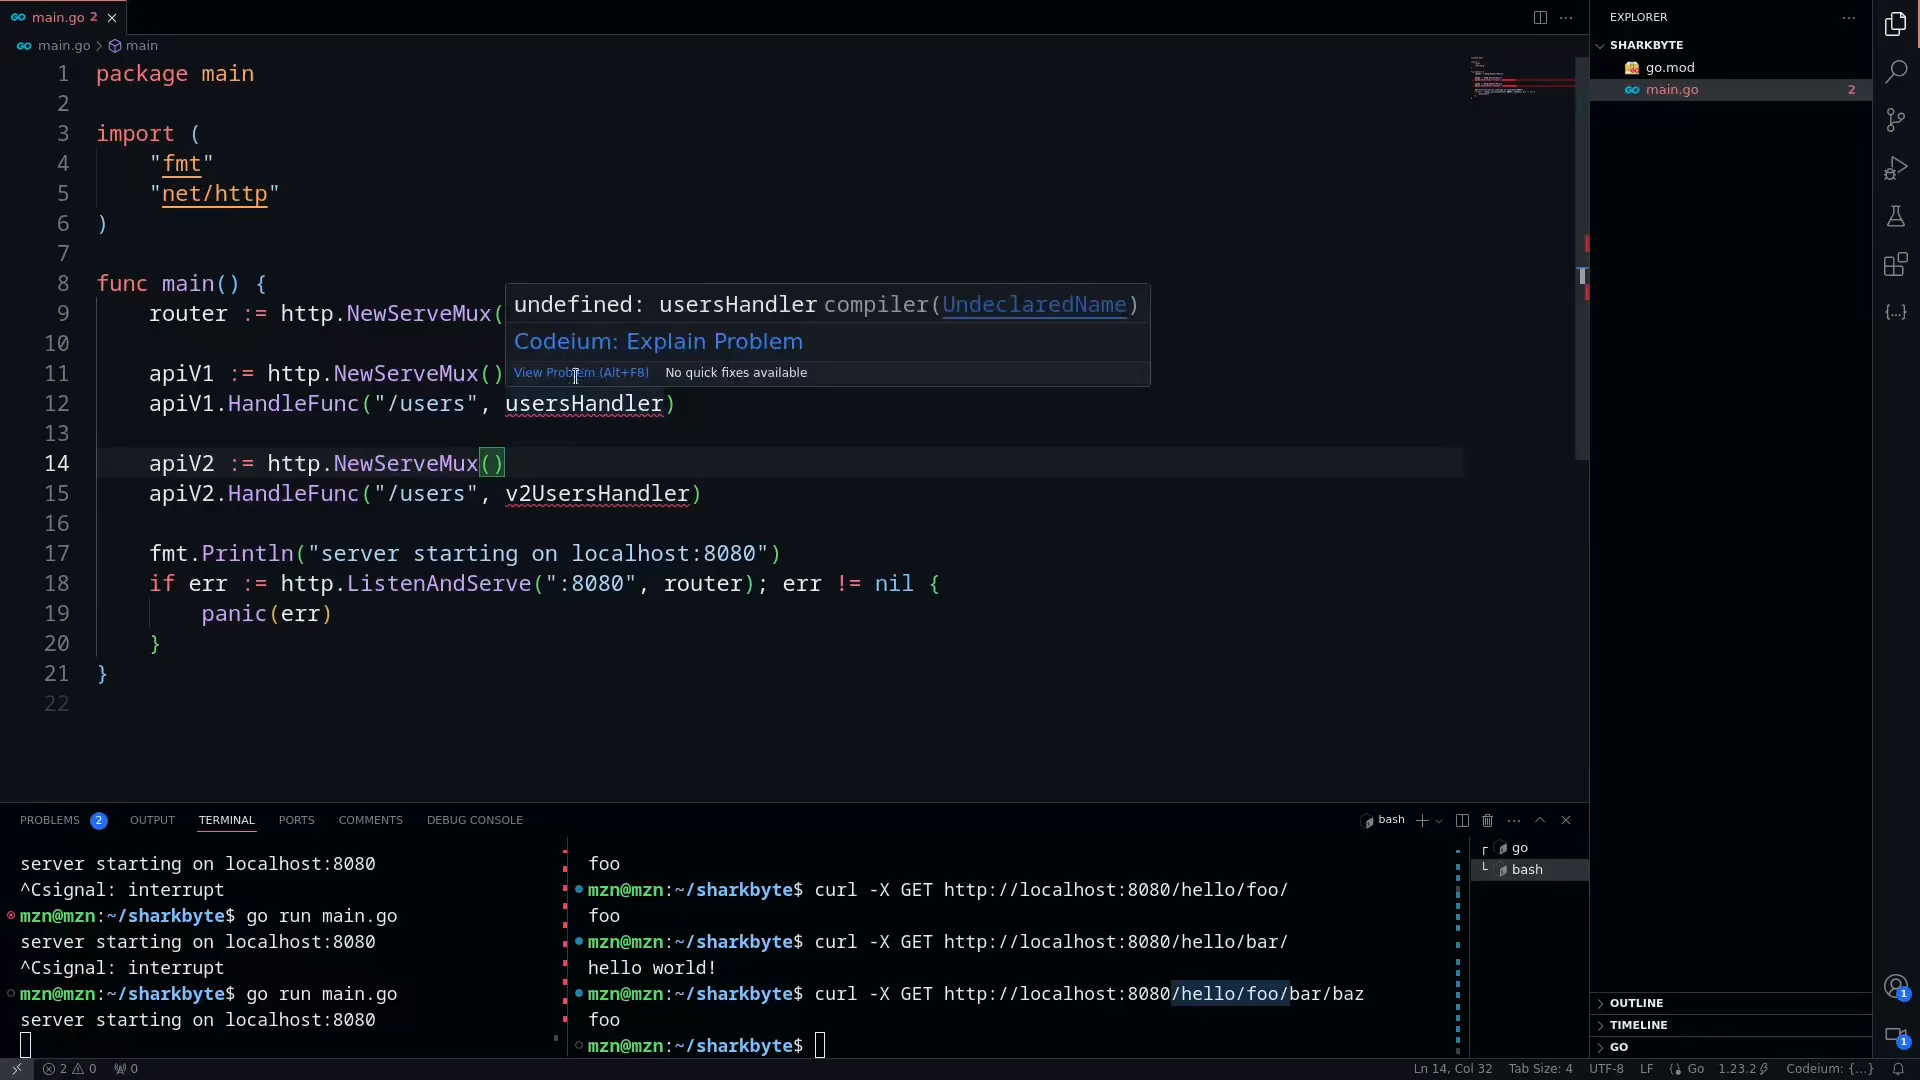 main.go 2
main.go > main
1 package main
2
3 import (
4 "fmt"
5 "net/http"
6 )
7
8 func main() {
9 router := http.NewServeMux(
10
11 apiV1 := http.NewServeMux()
12 apiV1.HandleFunc("/users", usersHandler)
13
14 apiV2 := http.NewServeMux()
15 apiV2.HandleFunc("/users", v2UsersHandler)
16
17 fmt.Println("server starting on localhost:8080")
18 if err := http.ListenAndServe(":8080", router); err != nil {
19 panic(err)
20 }
21 }
22
undefined: usersHandler compiler(UndeclaredName)
Codeium: Explain Problem
View Problem (Alt+F8) No quick fixes available
PROBLEMS 2 OUTPUT TERMINAL PORTS COMMENTS DEBUG CONSOLE
bash
server starting on localhost:8080
^Csignal: interrupt
mzn@mzn:~/sharkbyte$ go run main.go
server starting on localhost:8080
^Csignal: interrupt
mzn@mzn:~/sharkbyte$ go run main.go
server starting on localhost:8080
foo
mzn@mzn:~/sharkbyte$ curl -X GET http://localhost:8080/hello/foo/
foo
mzn@mzn:~/sharkbyte$ curl -X GET http://localhost:8080/hello/bar/
hello world!
mzn@mzn:~/sharkbyte$ curl -X GET http://localhost:8080/hello/foo/bar/baz
foo
mzn@mzn:~/sharkbyte$
go
bash
EXPLORER
SHARKBYTE
go.mod
main.go 2
OUTLINE
TIMELINE
GO
1
1
2 0 0
Ln 14, Col 32 Tab Size: 4 UTF-8 LF Go 1.23.2 Codeium: {...}